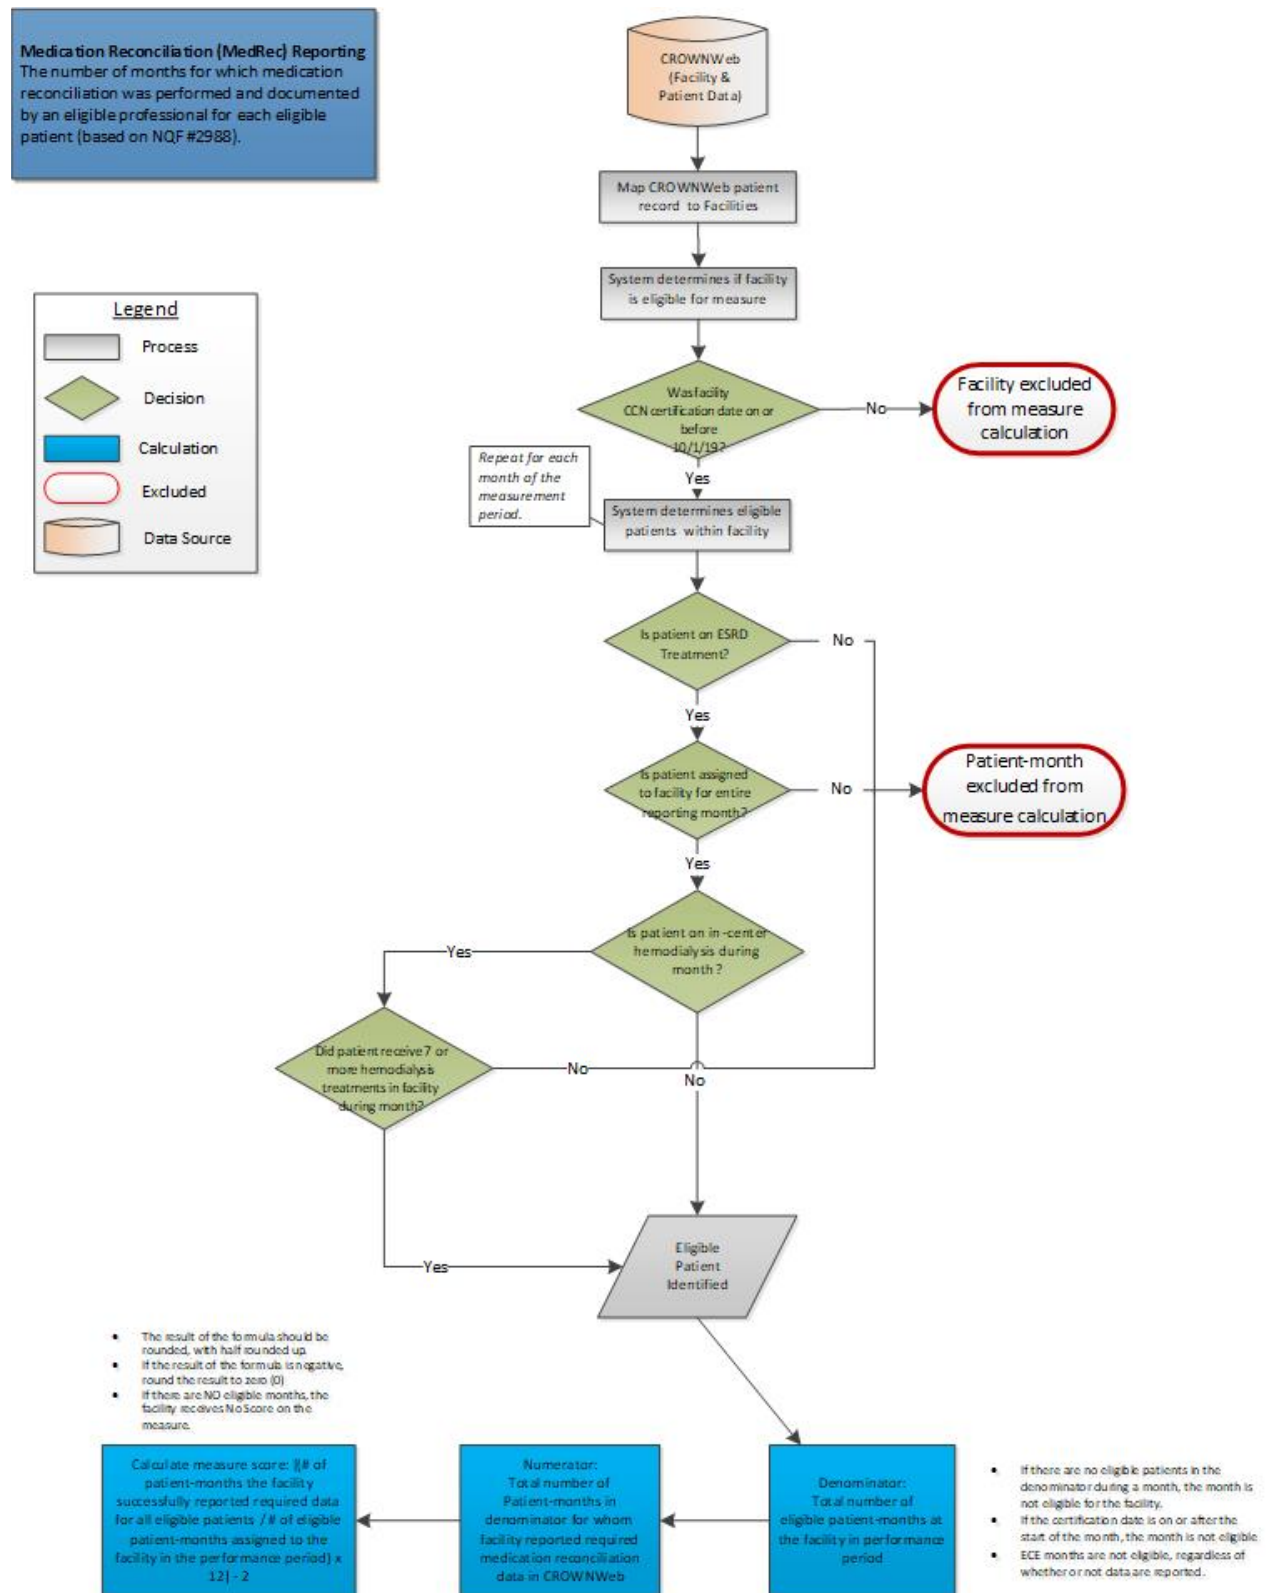 Medication Reconciliation (MedRec) Reporting
The number of months for which medication
reconciliation was performed and documented
by an eligible professional for each eligible
patient (based on NQF #2988).
CROWNWeb
(Facility &
Patient Data)
Map CROWNWeb patient
record to Facilities
System determines if facility
is eligible for measure
Legend
Process
Decision
Calculation
Excluded
Data Source
Was facility
CCN certification date on or
before
10/1/19?
No
Facility excluded
from measure
calculation
Yes
Repeat for each
month of the
measurement
period.
System determines eligible
patients within facility
Is patient on ESRD
Treatment?
No
Yes
Is patient assigned
to facility for entire
reporting month?
No
Patient-month
excluded from
measure calculation
Yes
Is patient on in-center
hemodialysis during
month ?
Yes
Did patient receive 7 or
more hemodialysis
treatments in facility
during month?
No
No
Yes
Eligible
Patient
Identified
• The result of the formula should be
rounded, with half rounded up.
• If the result of the formula is negative,
round the result to zero (0)
• If there are NO eligible months, the
facility receives No Score on the
measure.
Calculate measure score: [(# of
patient-months the facility
successfully reported required data
for all eligible patients / # of eligible
patient-months assigned to the
facility in the performance period) x
12] - 2
Numerator:
Total number of
Patient-months in
denominator for whom
facility reported required
medication reconciliation
data in CROWNWeb
Denominator:
Total number of
eligible patient-months at
the facility in performance
period
• If there are no eligible patients in the
denominator during a month, the month is
not eligible for the facility.
• If the certification date is on or after the
start of the month, the month is not eligible
• ECE months are not eligible, regardless of
whether or not data are reported.